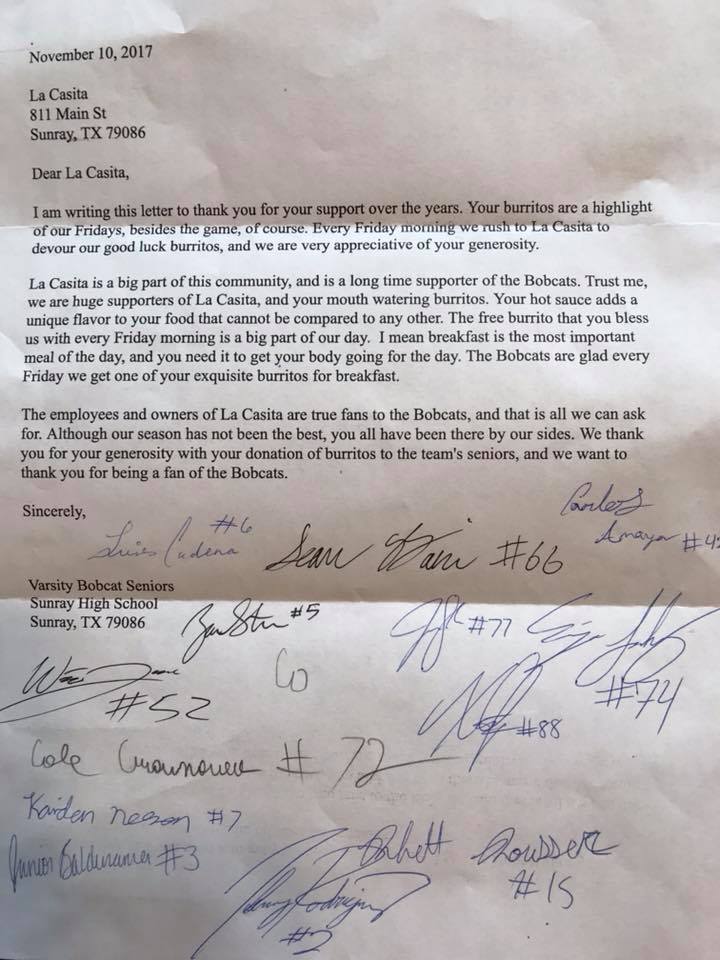 November 10, 2017
La Casita
811 Main St
Sunray, TX 79086
Dear La Casita,
I am writing this letter to thank you for your support over the years. Your burritos are a highlight
of our Fridays, besides the game, of course. Every Friday morning we rush to La Casita to
devour our good luck burritos, and we are very appreciative of your generosity.
La Casita is a big part of this community, and is a long time supporter of the Bobcats. Trust me,
we are huge supporters of La Casita, and your mouth watering burritos. Your hot sauce adds a
unique flavor to your food that cannot be compared to any other. The free burrito that you bless
us with every Friday morning is a big part of our day. I mean breakfast is the most important
meal of the day, and you need it to get your body going for the day. The Bobcats are glad every
Friday we get one of your exquisite burritos for breakfast.
The employees and owners of La Casita are true fans to the Bobcats, and that is all we can ask
for. Although our season has not been the best, you all have been there by our sides. We thank
you for your generosity with your donation of burritos to the team's seniors, and we want to
thank you for being a fan of the Bobcats.
Sincerely,
Carlos
Amaya #42
Luis Cadena #6
Sean #66
Varsity Bobcat Seniors
Sunray High School
Sunray, TX 79086
#5
#77
#74
Co
#52
#88
Cole #72
Kaiden #7
Junior #3
#15
Rodriguez
#2